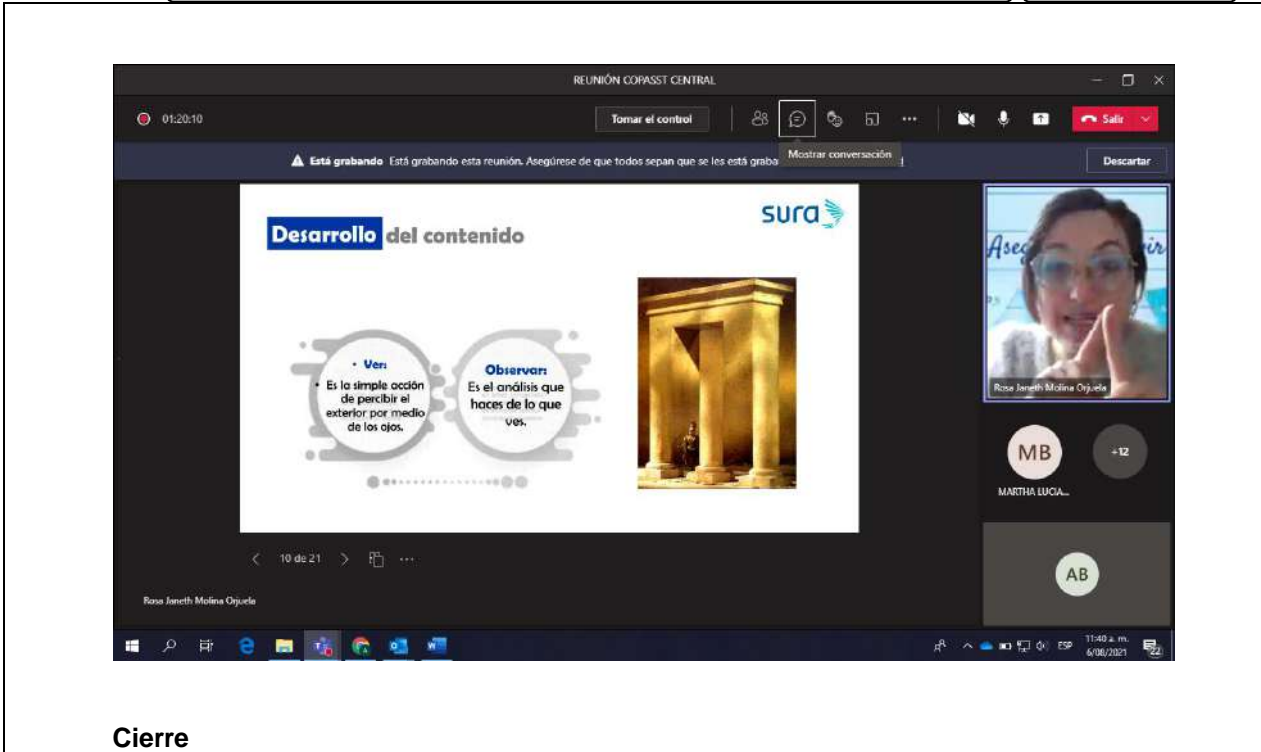 REUNIÓN COPASST CENTRAL
01:20:10
Tomar el control
Salir
Está grabando Está grabando esta reunión. Asegúrese de que todos sepan que se les está graba
Mostrar conversación
Descartar
Desarrollo del contenido
sura
• Ver:
• Es la simple acción
de percibir el
exterior por medio
de los ojos.
Observar:
Es el análisis que
haces de lo que
ves.
Aseg
ir
Rosa Janeth Molina Orjuela
MB
+12
MARTHA LUCIA...
AB
10 de 21
Rosa Janeth Molina Orjuela
ESP
11:40 a. m.
6/08/2021
22
Cierre